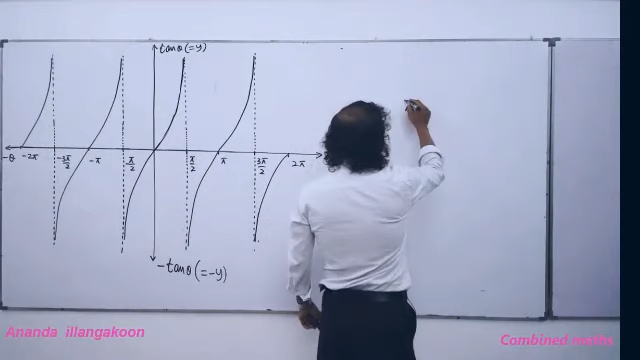 tanθ(=y)
-θ -2π -3π/2 -π π/2 π/2 π 3π/2 2π
-tanθ(=-y)
Ananda illangakoon
Combined maths